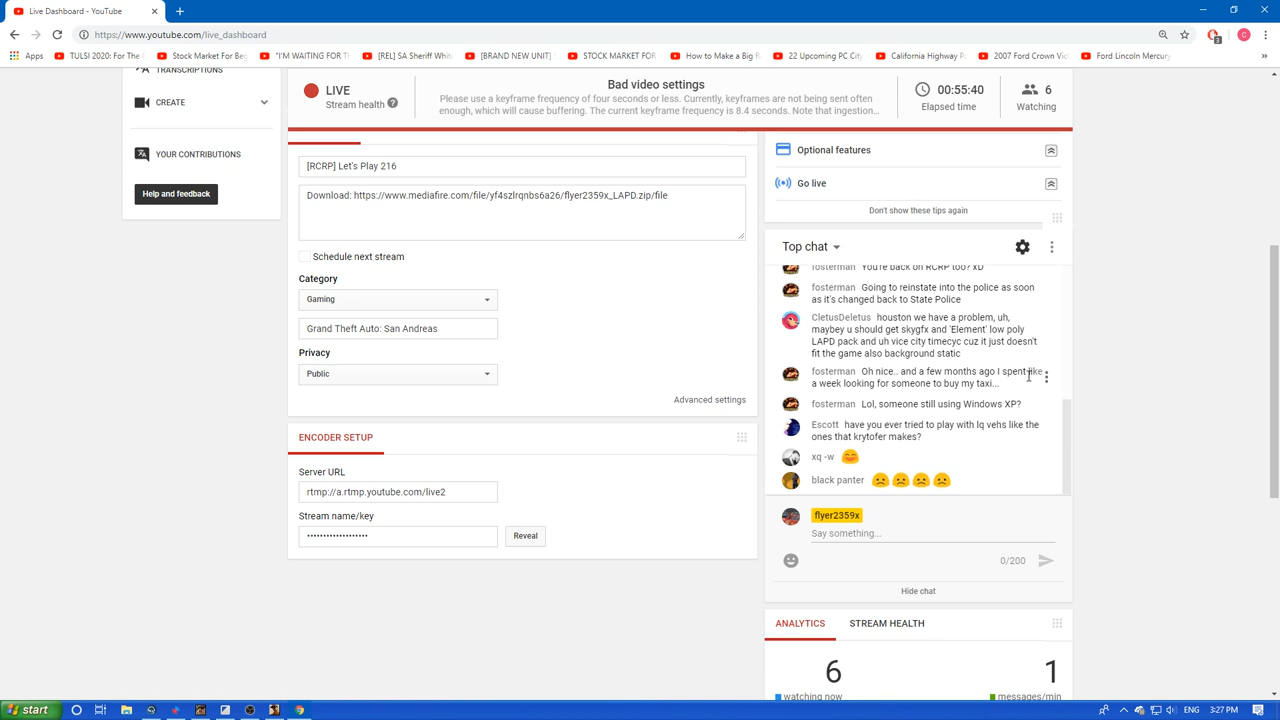 Live Dashboard - YouTube
https://www.youtube.com/live_dashboard
Apps TULSI 2020: For The Stock Market For Beg "I'M WAITING FOR TH [REL] SA Sheriff Whit [BRAND NEW UNIT] STOCK MARKET FOR How to Make a Big R 22 Upcoming PC City California Highway P 2007 Ford Crown Vic Ford Lincoln Mercury
TRANSCRIPTIONS
CREATE
YOUR CONTRIBUTIONS
Help and feedback
LIVE
Stream health
Bad video settings
Please use a keyframe frequency of four seconds or less. Currently, keyframes are not being sent often
enough, which will cause buffering. The current keyframe frequency is 8.4 seconds. Note that ingestion...
00:55:40
Elapsed time
6
Watching
[RCRP] Let's Play 216
Download: https://www.mediafire.com/file/yf4szlrqnbs6a26/flyer2359x_LAPD.zip/file
Schedule next stream
Category
Gaming
Grand Theft Auto: San Andreas
Privacy
Public
Advanced settings
ENCODER SETUP
Server URL
rtmp://a.rtmp.youtube.com/live2
Stream name/key
Reveal
Optional features
Go live
Don't show these tips again
Top chat
fosterman You're back on RCRP too? xD
fosterman Going to reinstate into the police as soon
as it's changed back to State Police
CletusDeletus houston we have a problem, uh,
maybey u should get skygfx and 'Element' low poly
LAPD pack and uh vice city timecyc cuz it just doesn't
fit the game also background static
fosterman Oh nice.. and a few months ago I spent like
a week looking for someone to buy my taxi...
fosterman Lol, someone still using Windows XP?
Escott have you ever tried to play with lq vehs like the
ones that krytofer makes?
xq -w
black panter
flyer2359x
Say something...
0/200
Hide chat
ANALYTICS STREAM HEALTH
6 1
watching now messages/min
start
ENG 3:27 PM